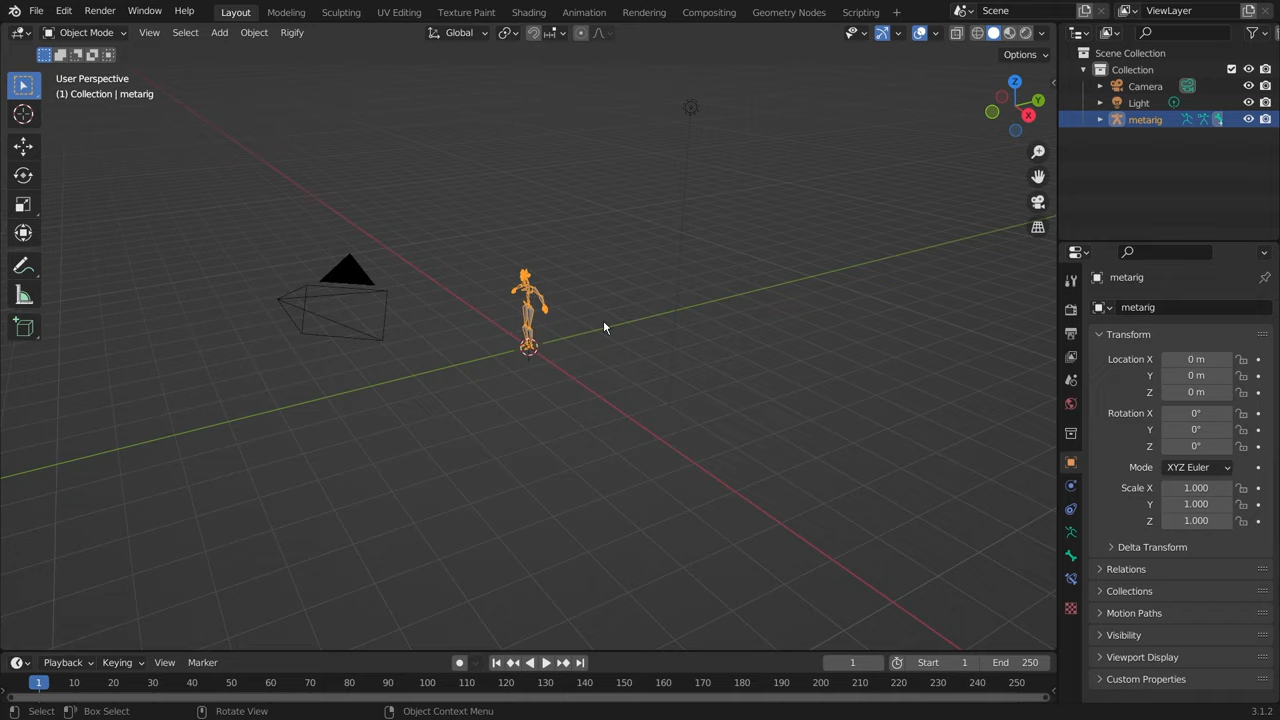 File Edit Render Window Help Layout Modeling Sculpting UV Editing Texture Paint Shading Animation Rendering Compositing Geometry Nodes Scripting Scene ViewLayer
Object Mode View Select Add Object Rigify Global
Options
User Perspective
(1) Collection | metarig
Z
Y
X
Scene Collection
Collection
Camera
Light
metarig
metarig
metarig
Transform
Location X 0 m
Y 0 m
Z 0 m
Rotation X 0°
Y 0°
Z 0°
Mode XYZ Euler
Scale X 1.000
Y 1.000
Z 1.000
Delta Transform
Relations
Collections
Motion Paths
Visibility
Viewport Display
Custom Properties
Playback Keying View Marker 1 Start 1 End 250
1 10 20 30 40 50 60 70 80 90 100 110 120 130 140 150 160 170 180 190 200 210 220 230 240 250
Select Box Select Rotate View Object Context Menu 3.1.2